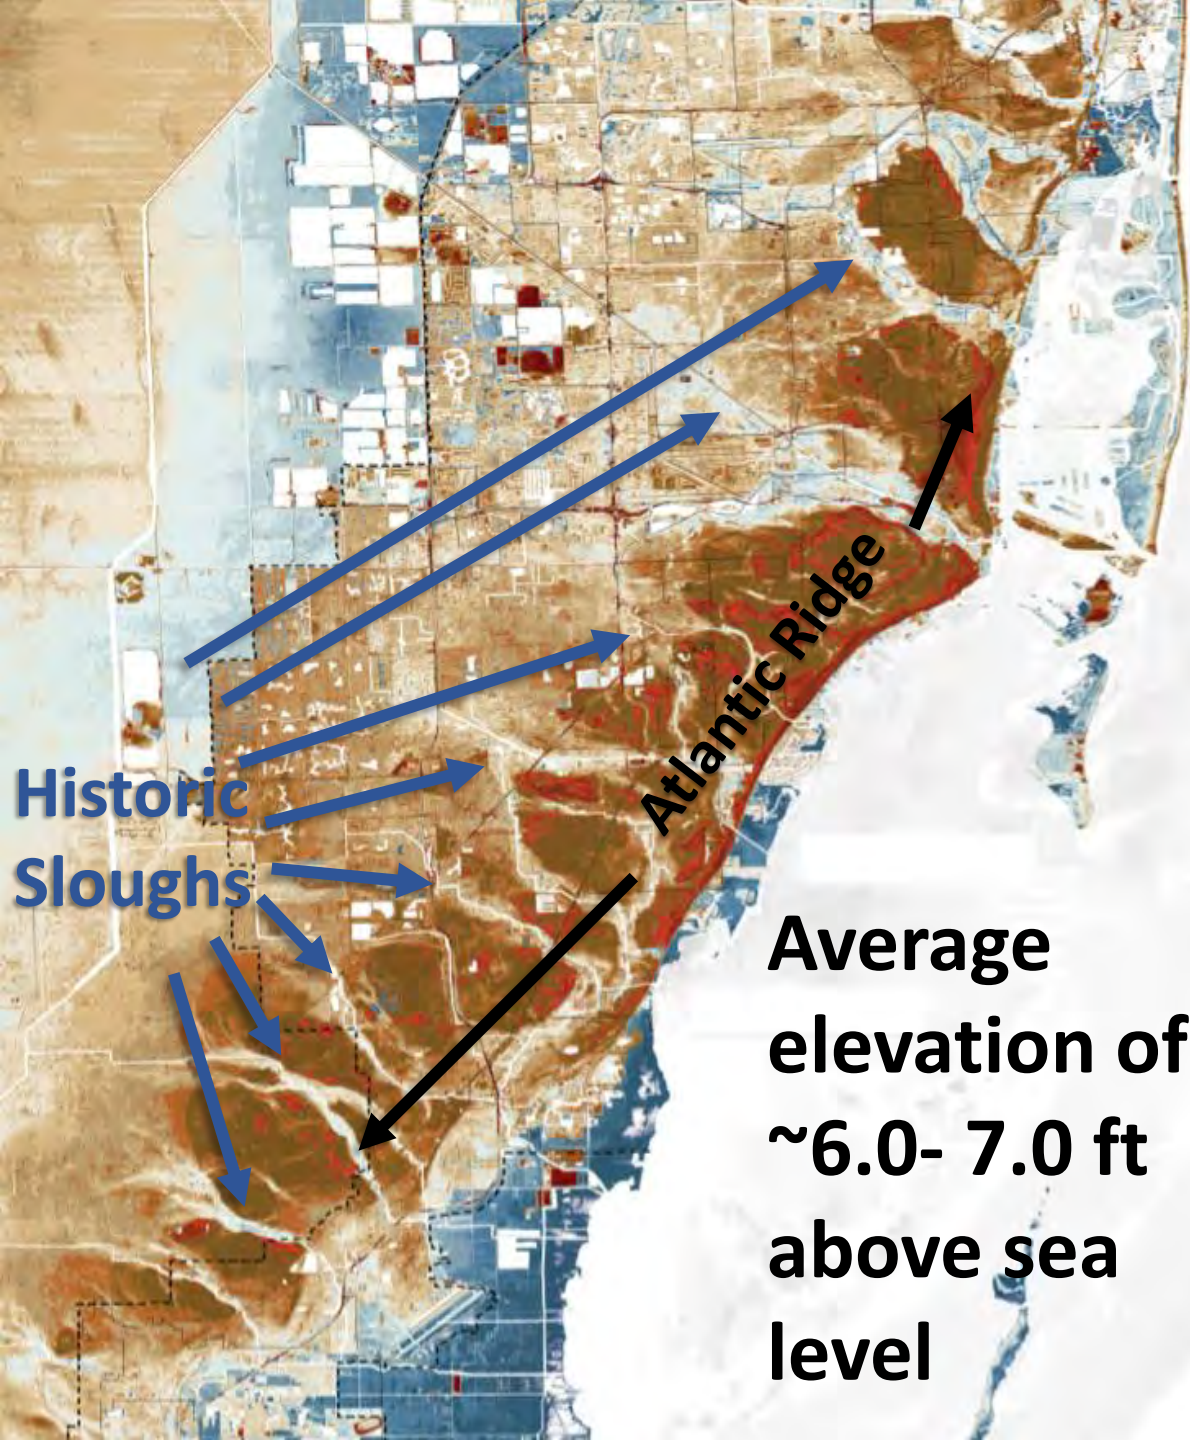 Atlantic Ridge
Historic
Sloughs
Average
elevation of
~6.0- 7.0 ft
above sea
level